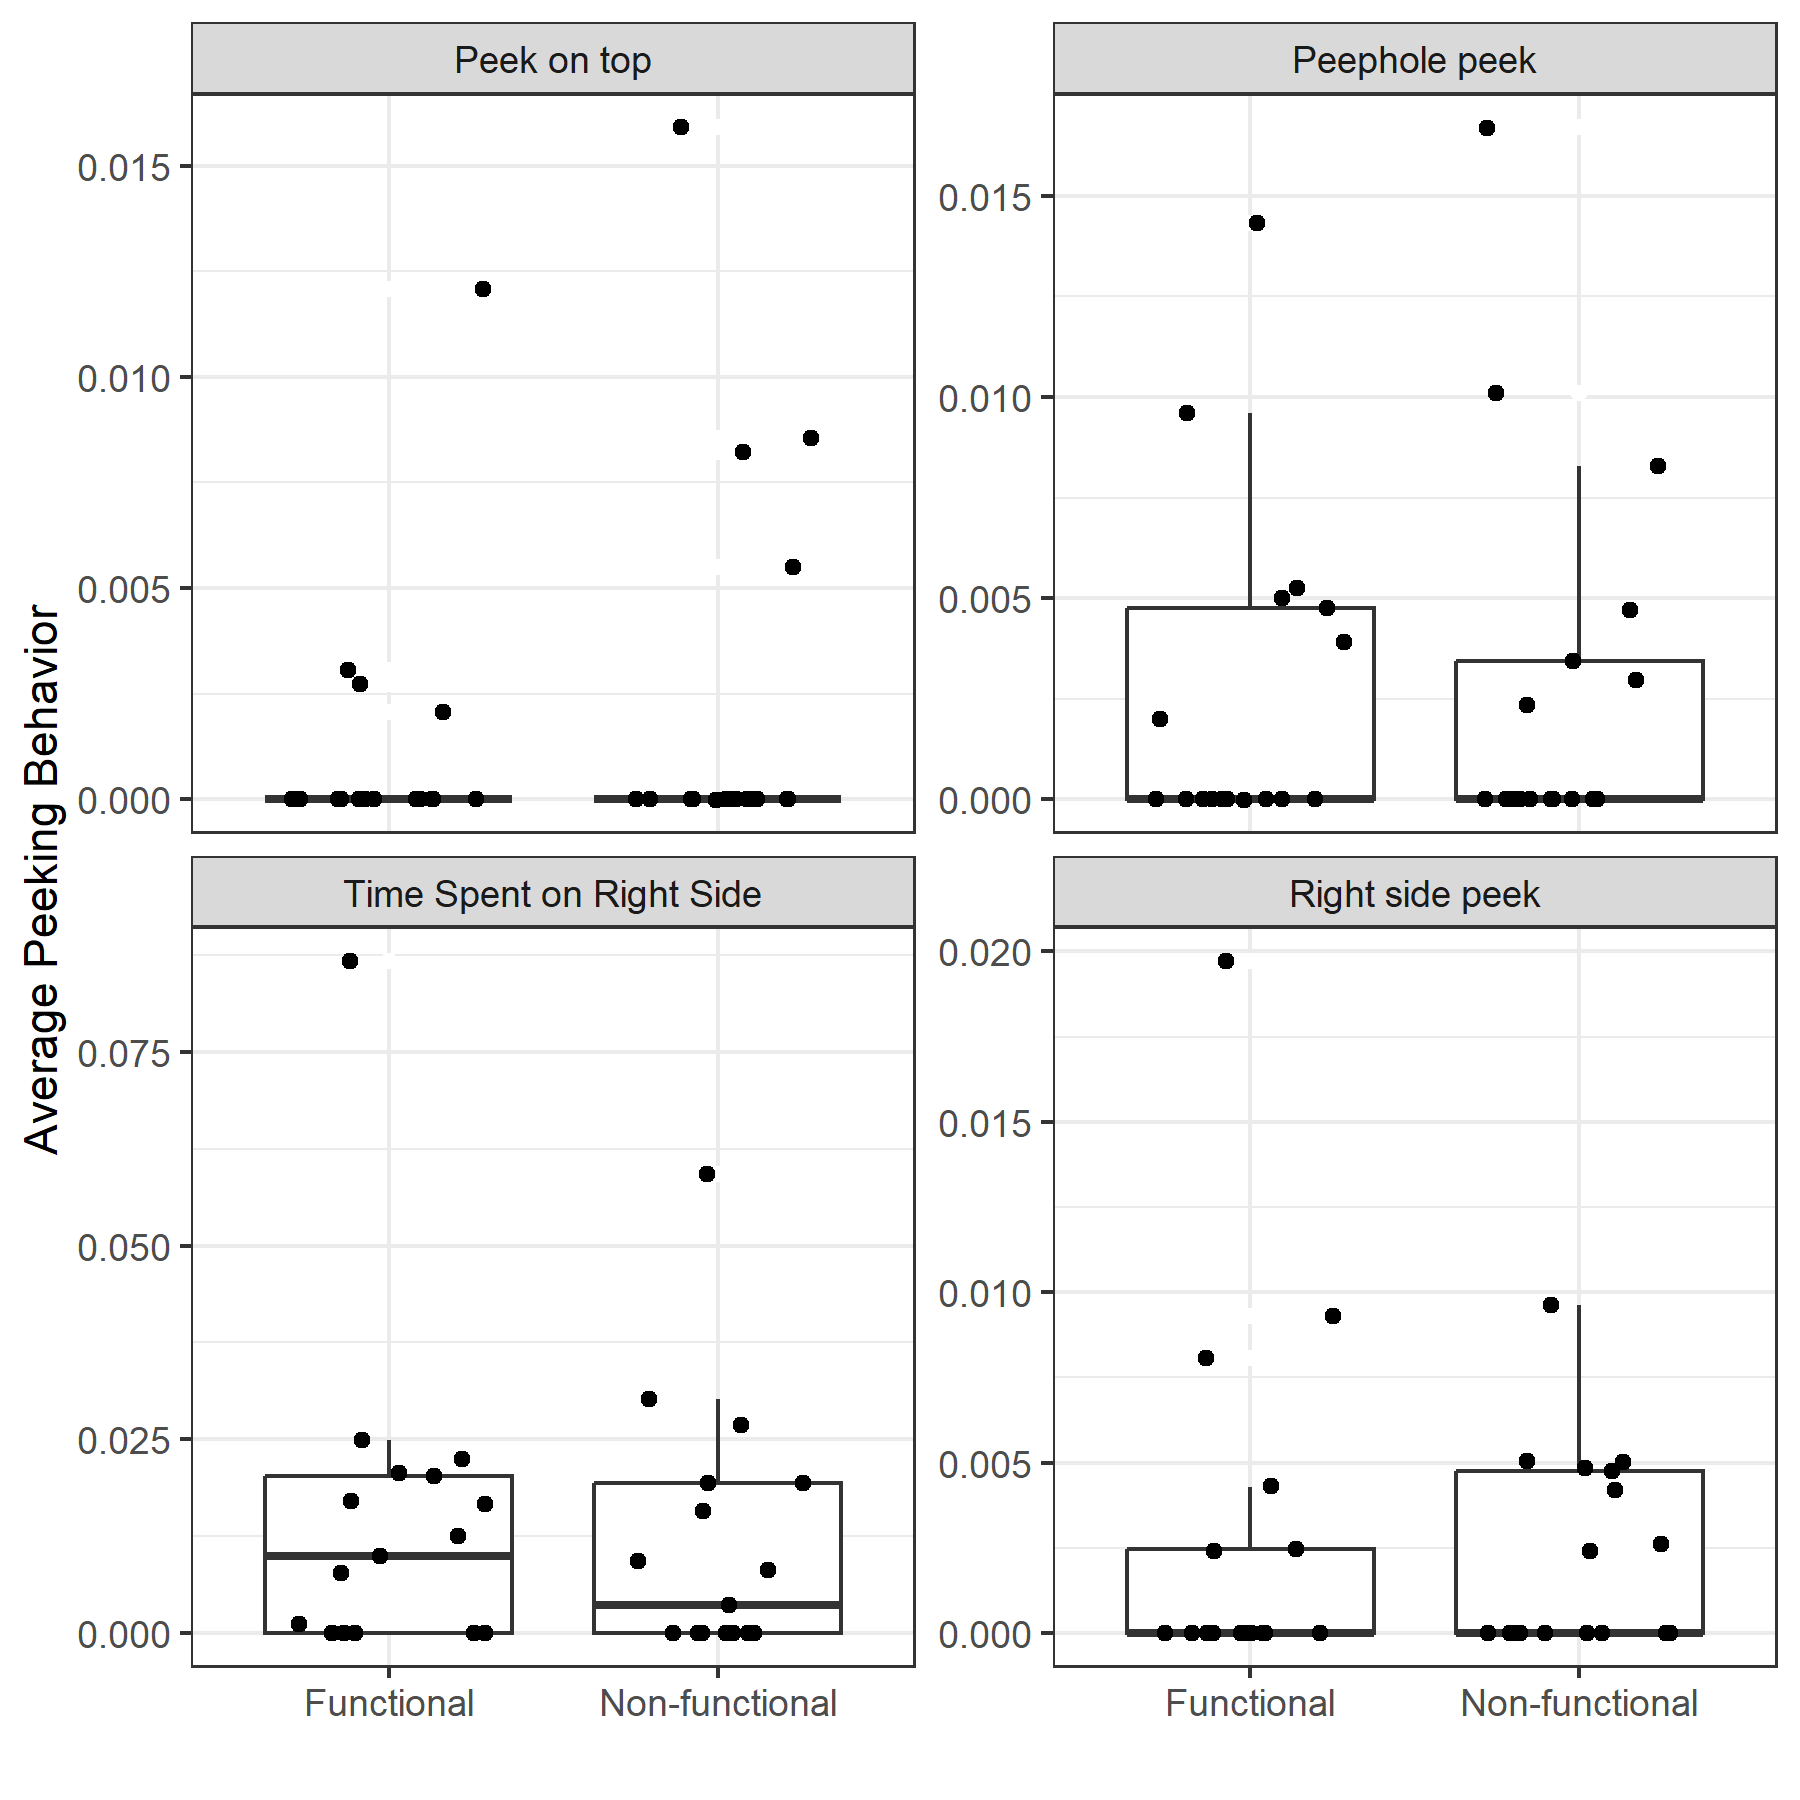 Average Peeking Behavior
Peek on top
0.015
0.010
0.005
0.000
Peephole peek
0.015
0.010
0.005
0.000
Time Spent on Right Side
0.075
0.050
0.025
0.000
Functional
Non-functional
Right side peek
0.020
0.015
0.010
0.005
0.000
Functional
Non-functional